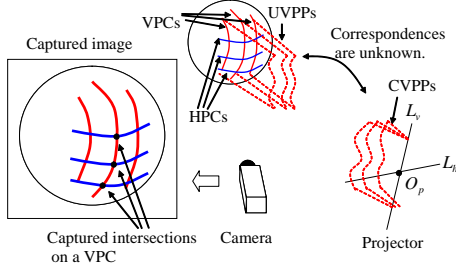 VPCs
UVPPs
Captured image
Correspondences
are unknown.
HPCs
CVPPs
L_v
L_h
O_p
Captured intersections
on a VPC
Camera
Projector